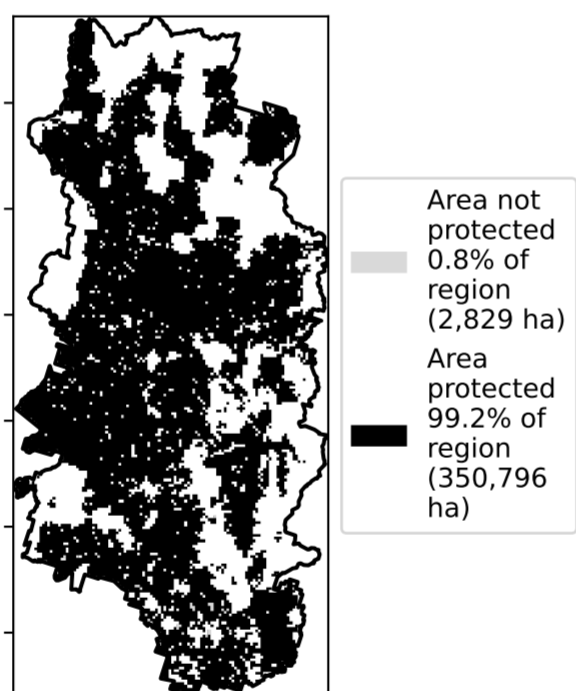 Area not
protected
0.8% of
region
(2,829 ha)
Area
protected
99.2% of
region
(350,796
ha)